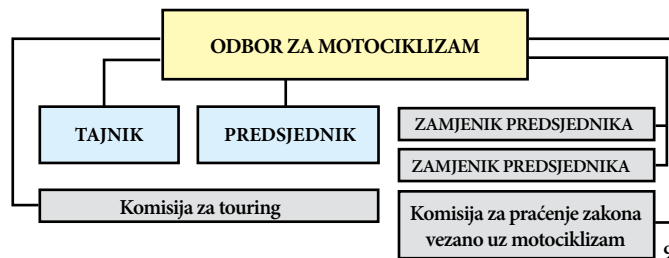 ODBOR ZA MOTOCIKLIZAM
TAJNIK
PREDSJEDNIK
ZAMJENIK PREDSJEDNIKA
ZAMJENIK PREDSJEDNIKA
Komisija za touring
Komisija za praćenje zakona
vezano uz motociklizam